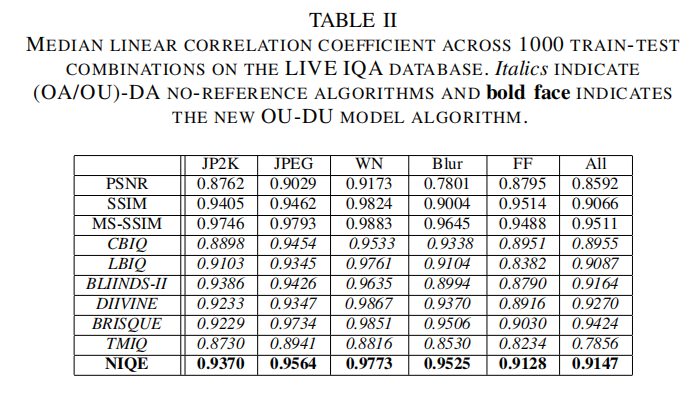 TABLE II
MEDIAN LINEAR CORRELATION COEFFICIENT ACROSS 1000 TRAIN-TEST
COMBINATIONS ON THE LIVE IQA DATABASE. Italics INDICATE
(OA/OU)-DA NO-REFERENCE ALGORITHMS AND bold face INDICATES
THE NEW OU-DU MODEL ALGORITHM.
JP2K JPEG WN Blur FF All
PSNR 0.8762 0.9029 0.9173 0.7801 0.8795 0.8592
SSIM 0.9405 0.9462 0.9824 0.9004 0.9514 0.9066
MS-SSIM 0.9746 0.9793 0.9883 0.9645 0.9488 0.9511
CBIQ 0.8898 0.9454 0.9533 0.9338 0.8951 0.8955
LBIQ 0.9103 0.9345 0.9761 0.9104 0.8382 0.9087
BLIINDS-II 0.9386 0.9426 0.9635 0.8994 0.8790 0.9164
DIIVINE 0.9233 0.9347 0.9867 0.9370 0.8916 0.9270
BRISQUE 0.9229 0.9734 0.9851 0.9506 0.9030 0.9424
TMIQ 0.8730 0.8941 0.8816 0.8530 0.8234 0.7856
NIQE 0.9370 0.9564 0.9773 0.9525 0.9128 0.9147